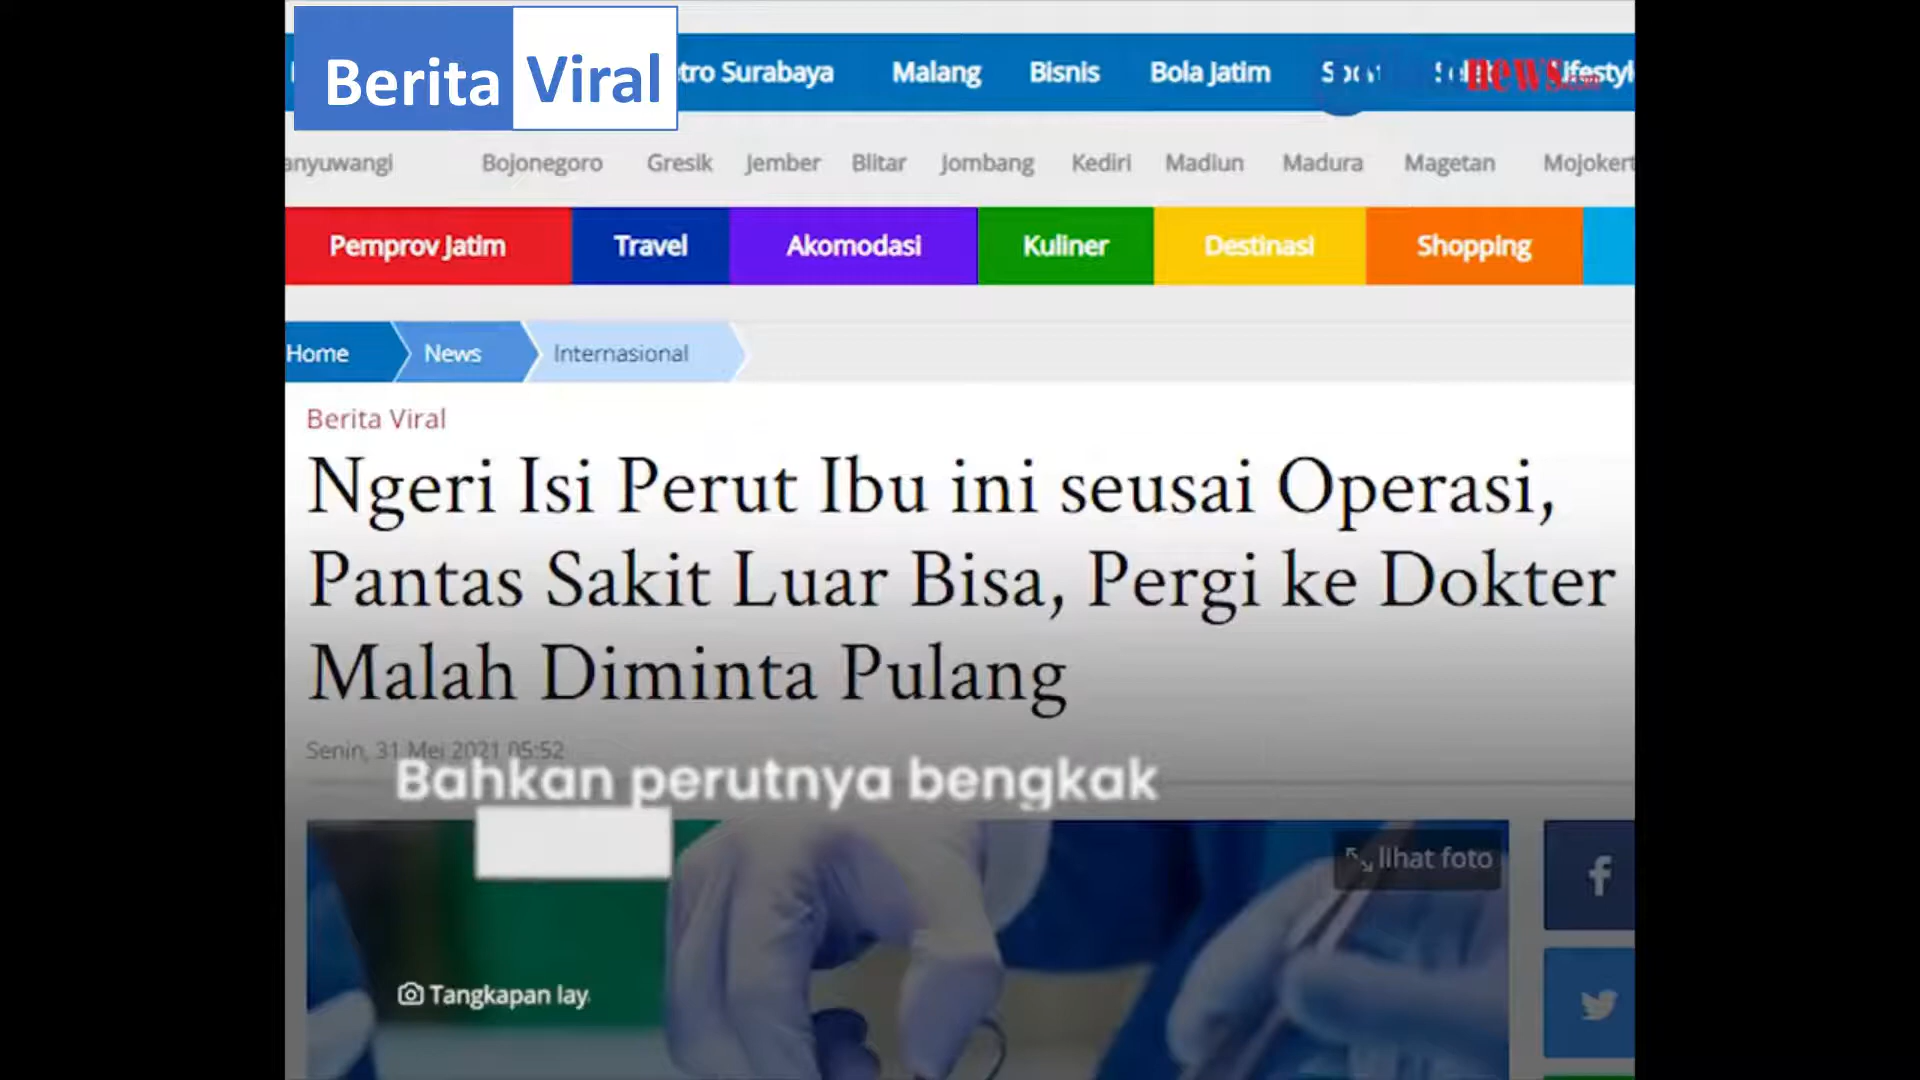 Berita Viral
Surabaya Malang Bisnis Bola Jatim
news
Bojonegoro Gresik Jember Blitar Jombang Kediri Madiun Madura Magetan
Pemprov Jatim Travel Akomodasi Kuliner Destinasi Shopping
Home News Internasional
Berita Viral
Ngeri Isi Perut Ibu ini seusai Operasi,
Pantas Sakit Luar Bisa, Pergi ke Dokter
Malah Diminta Pulang
Senin, 31 Mei 2021 05:52
Bahkan perutnya bengkak
lihat foto
Tangkapan lay